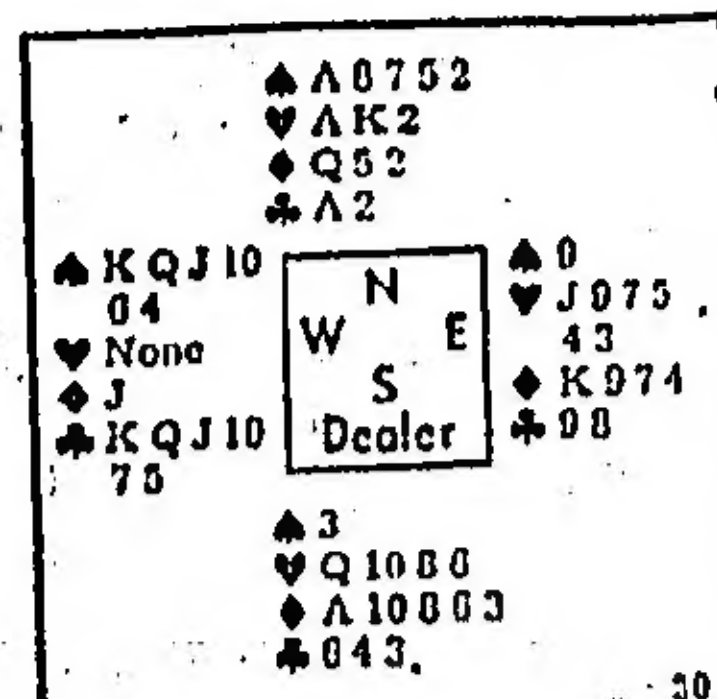 ♠ A 8 7 5 2
♥ A K 2
♦ Q 5 2
♣ A 2
♠ K Q J 10
6 4
♥ None
♦ J
♣ K Q J 10
7 5
N
W E
S
Dealer
♠ 9
♥ J 9 7 5
4 3
♦ K 9 7 4
♣ 9 8
♠ 3
♥ Q 10 8 6
♦ A 10 8 6 3
♣ 6 4 3